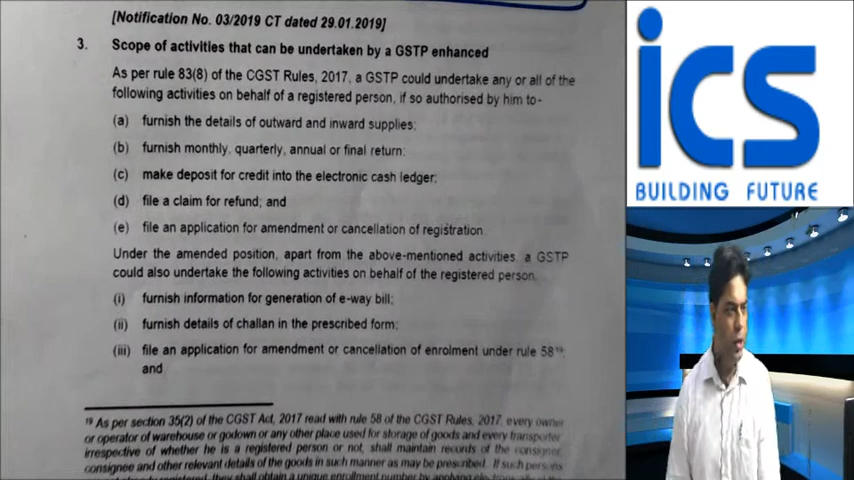 [Notification No. 03/2019 CT dated 29.01.2019]
3. Scope of activities that can be undertaken by a GSTP enhanced
As per rule 83(8) of the CGST Rules, 2017, a GSTP could undertake any or all of the
following activities on behalf of a registered person, if so authorised by him to-
(a) furnish the details of outward and inward supplies;
(b) furnish monthly, quarterly, annual or final return;
(c) make deposit for credit into the electronic cash ledger;
(d) file a claim for refund; and
(e) file an application for amendment or cancellation of registration.
Under the amended position, apart from the above-mentioned activities, a GSTP
could also undertake the following activities on behalf of the registered person.
(i) furnish information for generation of e-way bill;
(ii) furnish details of challan in the prescribed form;
(iii) file an application for amendment or cancellation of enrolment under rule 58¹⁹;
and
¹⁹ As per section 35(2) of the CGST Act, 2017 read with rule 58 of the CGST Rules, 2017, every owner
or operator of warehouse or godown or any other place used for storage of goods and every transporter
irrespective of whether he is a registered person or not, shall maintain records of the consigner,
consignee and other relevant details of the goods in such manner as may be prescribed. If such persons
they shall obtain a unique enrollment number by applying
ics
BUILDING FUTURE